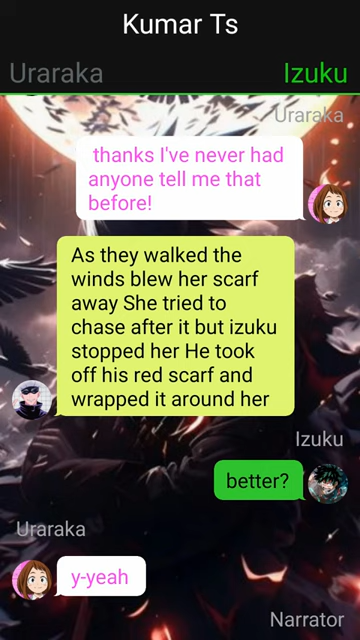 Kumar Ts
Uraraka
Izuku
Uraraka
thanks I've never had
anyone tell me that
before!
As they walked the
winds blew her scarf
away She tried to
chase after it but izuku
stopped her He took
off his red scarf and
wrapped it around her
Izuku
better?
Uraraka
y-yeah
Narrator